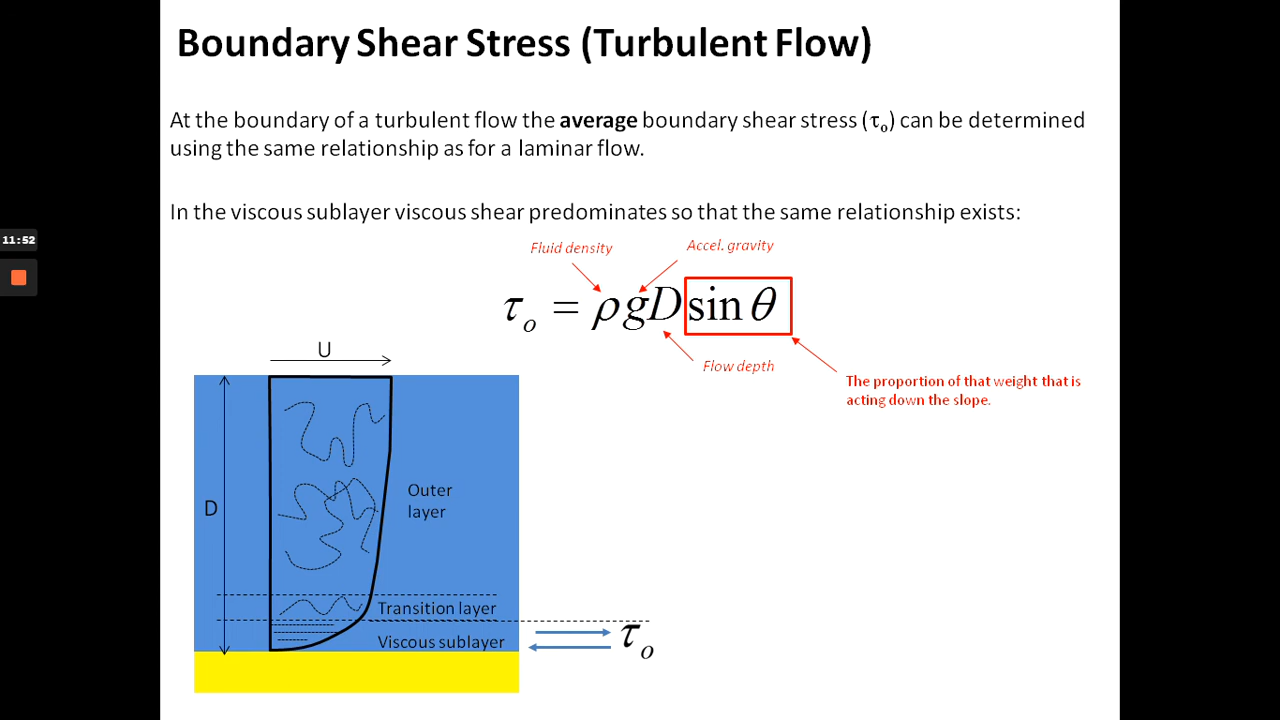 Boundary Shear Stress (Turbulent Flow)
At the boundary of a turbulent flow the average boundary shear stress (τₒ) can be determined
using the same relationship as for a laminar flow.
In the viscous sublayer viscous shear predominates so that the same relationship exists:
11:52
Fluid density
Accel. gravity
τₒ = ρgD sin θ
Flow depth
The proportion of that weight that is
acting down the slope.
U
D
Outer
layer
Transition layer
Viscous sublayer
τₒ